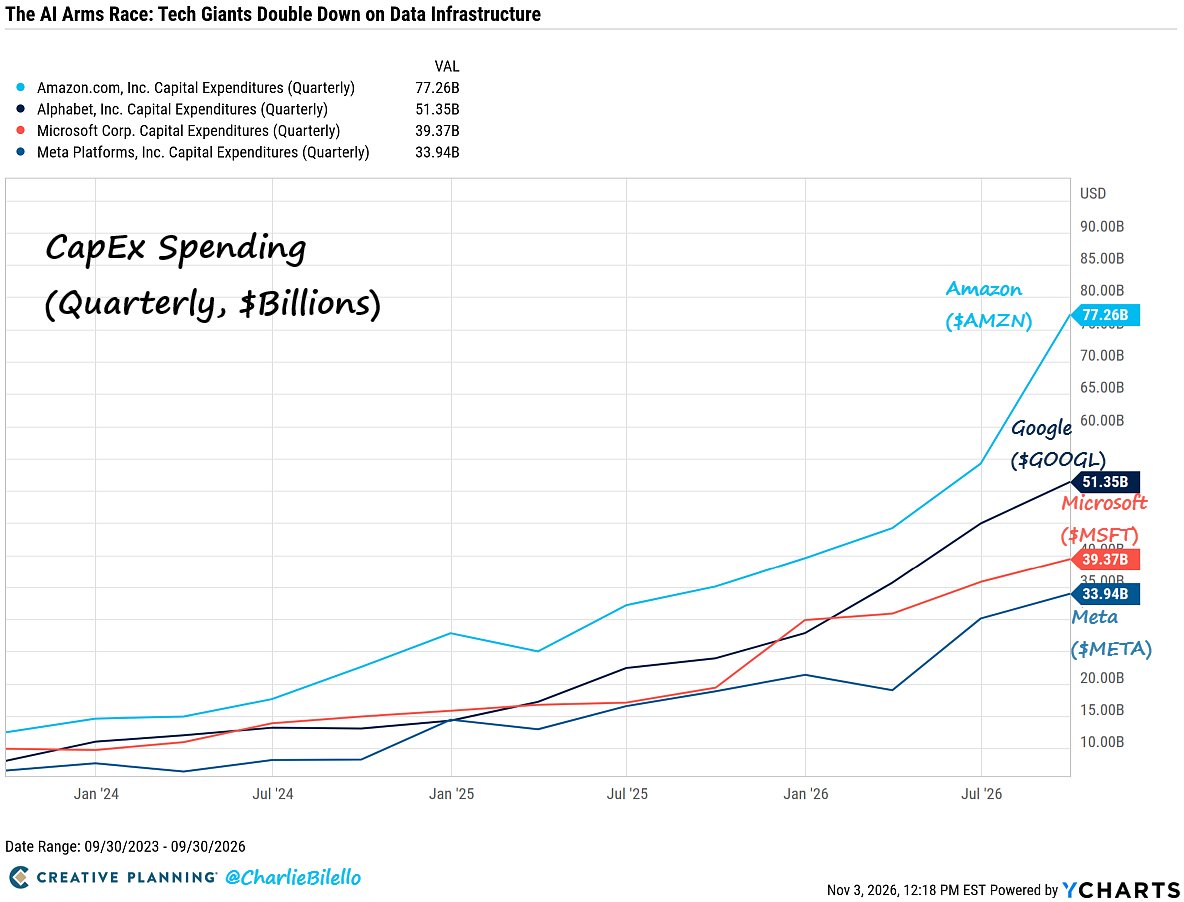 The AI Arms Race: Tech Giants Double Down on Data Infrastructure
VAL
Amazon.com, Inc. Capital Expenditures (Quarterly) 77.26B
Alphabet, Inc. Capital Expenditures (Quarterly) 51.35B
Microsoft Corp. Capital Expenditures (Quarterly) 39.37B
Meta Platforms, Inc. Capital Expenditures (Quarterly) 33.94B
CapEx Spending
(Quarterly, $Billions)
USD
90.00B
85.00B
80.00B
Amazon
($AMZN)
77.26B
70.00B
65.00B
60.00B
Google
($GOOGL)
51.35B
Microsoft
($MSFT)
40.00B
39.37B
35.00B
33.94B
Meta
($META)
20.00B
15.00B
10.00B
Jan '24 Jul '24 Jan '25 Jul '25 Jan '26 Jul '26
Date Range: 09/30/2023 - 09/30/2026
CREATIVE PLANNING @CharlieBilello
Nov 3, 2026, 12:18 PM EST Powered by YCHARTS